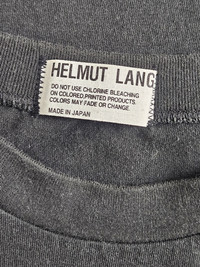 HELMUT LANG
DO NOT USE CHLORINE BLEACHING
ON COLORED,PRINTED PRODUCTS.
COLORS MAY FADE OR CHANGE.
MADE IN JAPAN